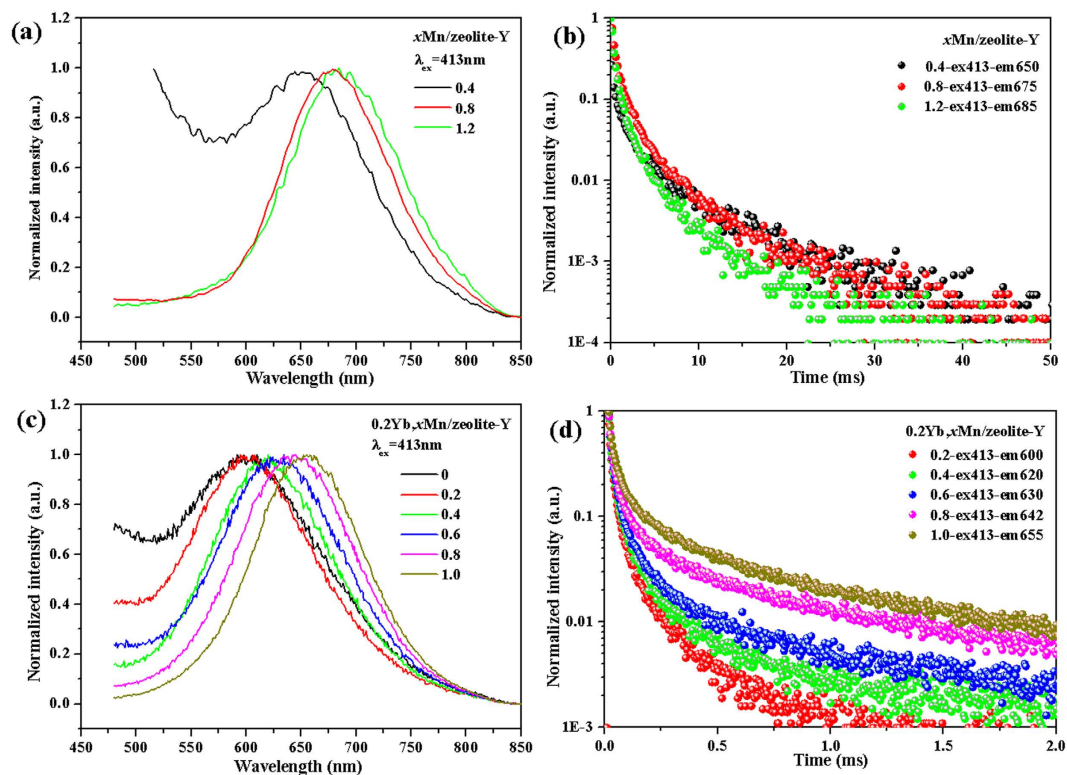 (a)
xMn/zeolite-Y
λex=413nm
0.4
0.8
1.2
Normalized intensity (a.u.)
1.2
1.0
0.8
0.6
0.4
0.2
0.0
450 500 550 600 650 700 750 800 850
Wavelength (nm)
(b)
xMn/zeolite-Y
0.4-ex413-em650
0.8-ex413-em675
1.2-ex413-em685
Normalized intensity (a.u.)
1
0.1
0.01
1E-3
1E-4
0 10 20 30 40 50
Time (ms)
(c)
0.2Yb,xMn/zeolite-Y
λex=413nm
0
0.2
0.4
0.6
0.8
1.0
Normalized intensity (a.u.)
1.2
1.0
0.8
0.6
0.4
0.2
0.0
450 500 550 600 650 700 750 800 850
Wavelength (nm)
(d)
0.2Yb,xMn/zeolite-Y
0.2-ex413-em600
0.4-ex413-em620
0.6-ex413-em630
0.8-ex413-em642
1.0-ex413-em655
Normalized intensity (a.u.)
1
0.1
0.01
1E-3
0.0 0.5 1.0 1.5 2.0
Time (ms)